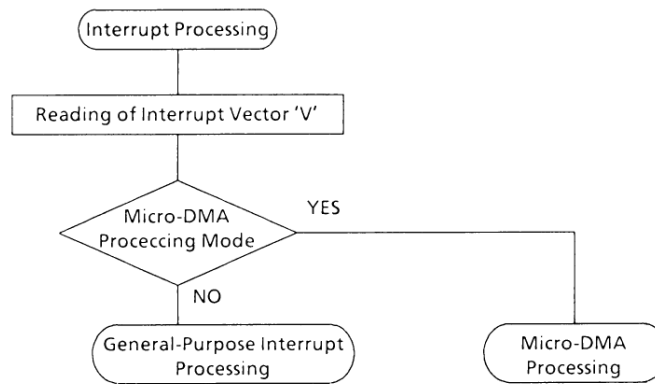 Interrupt Processing
Reading of Interrupt Vector ‘V’
Micro-DMA
Proceccing Mode
YES
NO
General-Purpose Interrupt
Processing
Micro-DMA
Processing